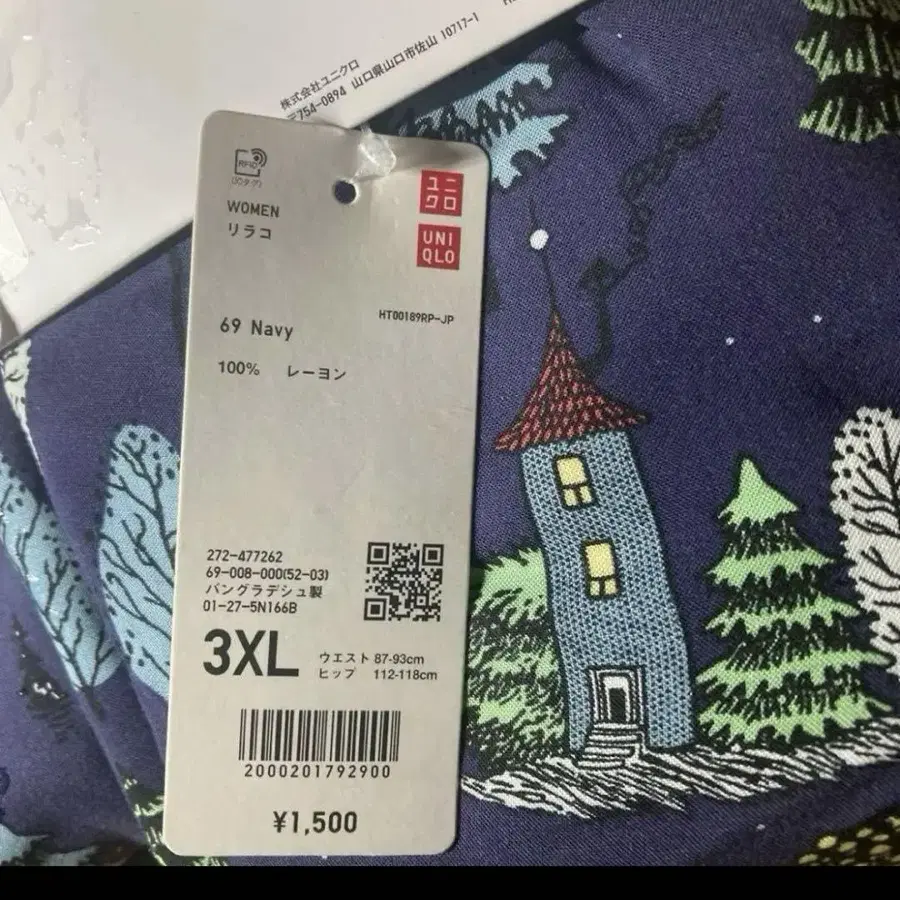 株式会社ユニクロ
〒754-0894 山口県山口市佐山 10717-1
RFID
WOMEN
リラコ
ユニ
クロ
UNI
QLO
HT00189RP-JP
69 Navy
100% レーヨン
272-477262
69-008-000(52-03)
バングラデシュ製
01-27-5N166B
3XL
ウエスト 87-93cm
ヒップ 112-118cm
2000201792900
¥1,500